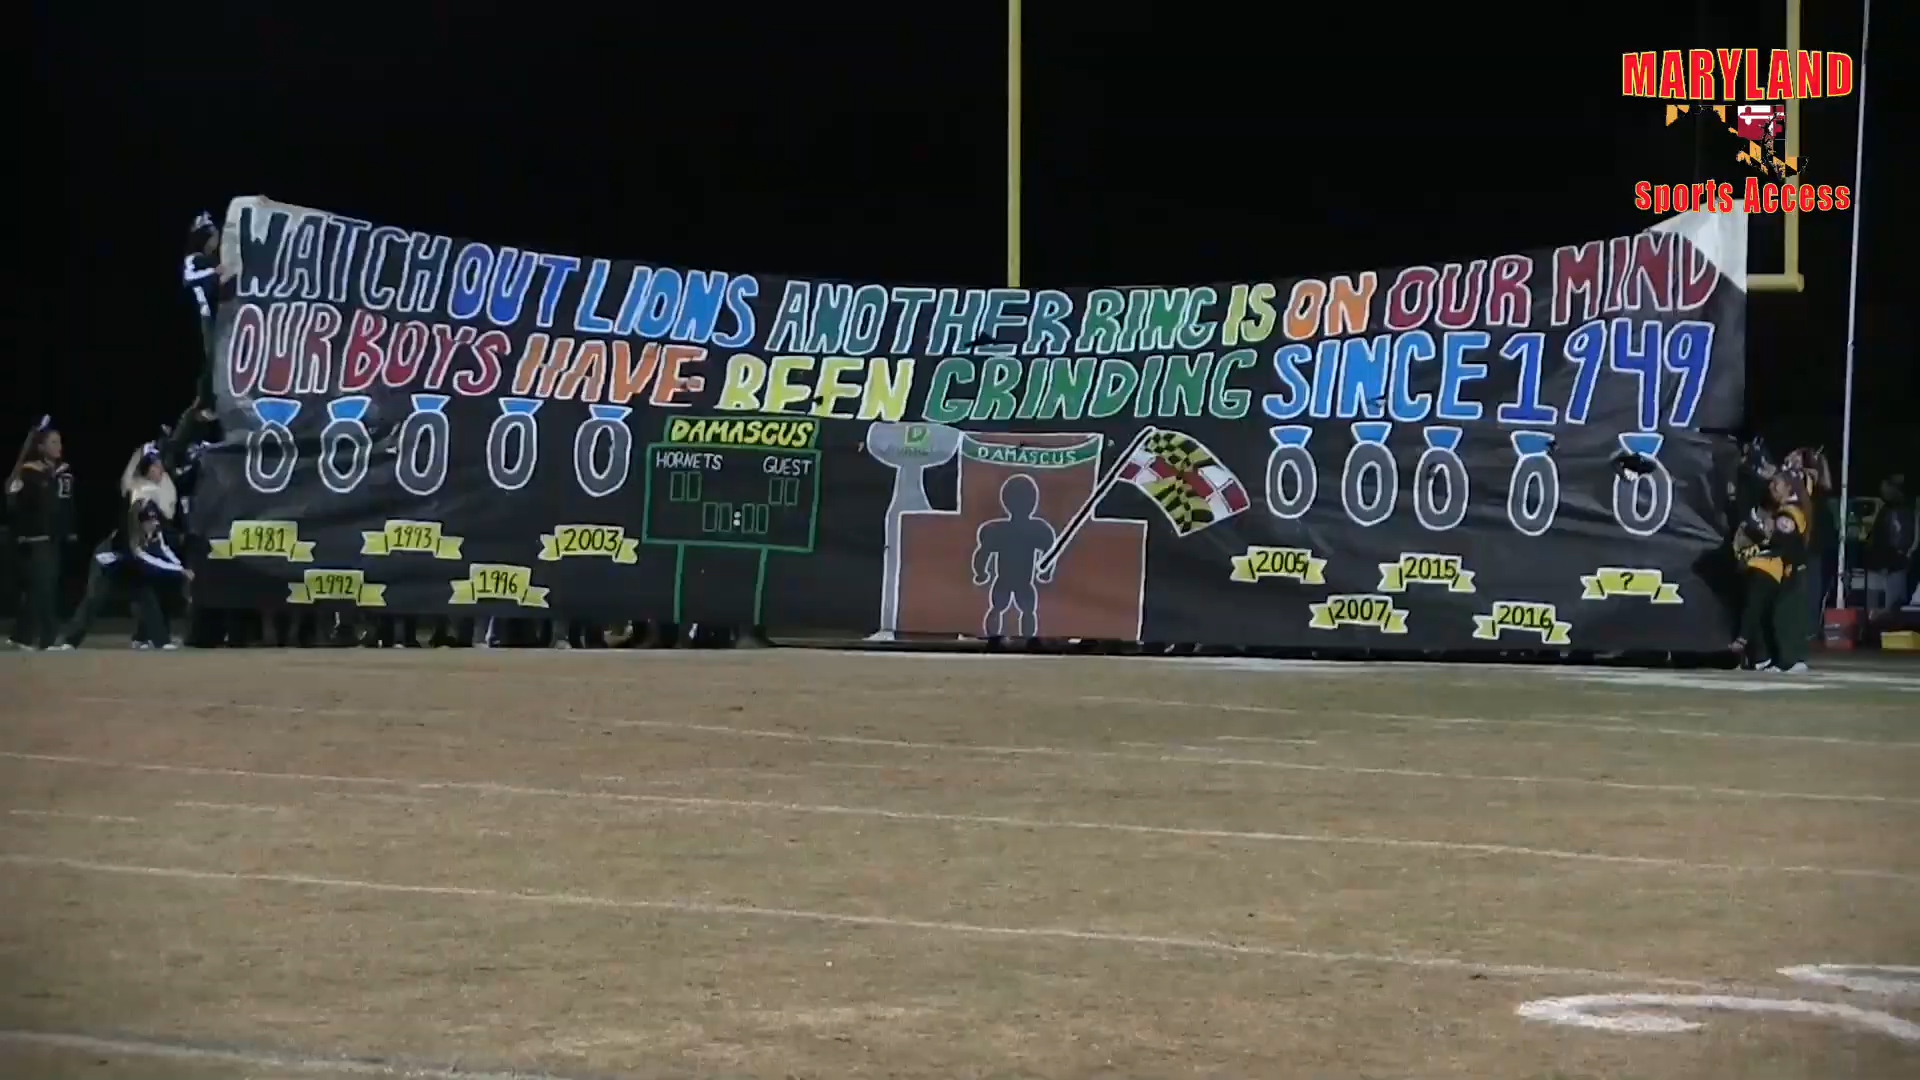 MARYLAND
Sports Access
WATCH OUT LIONS ANOTHER RING IS ON OUR MIND
OUR BOYS HAVE BEEN GRINDING SINCE 1949
DAMASCUS
HORNETS GUEST
D
DAMASCUS
1981
1992
1993
1996
2003
2005
2007
2015
2016
?